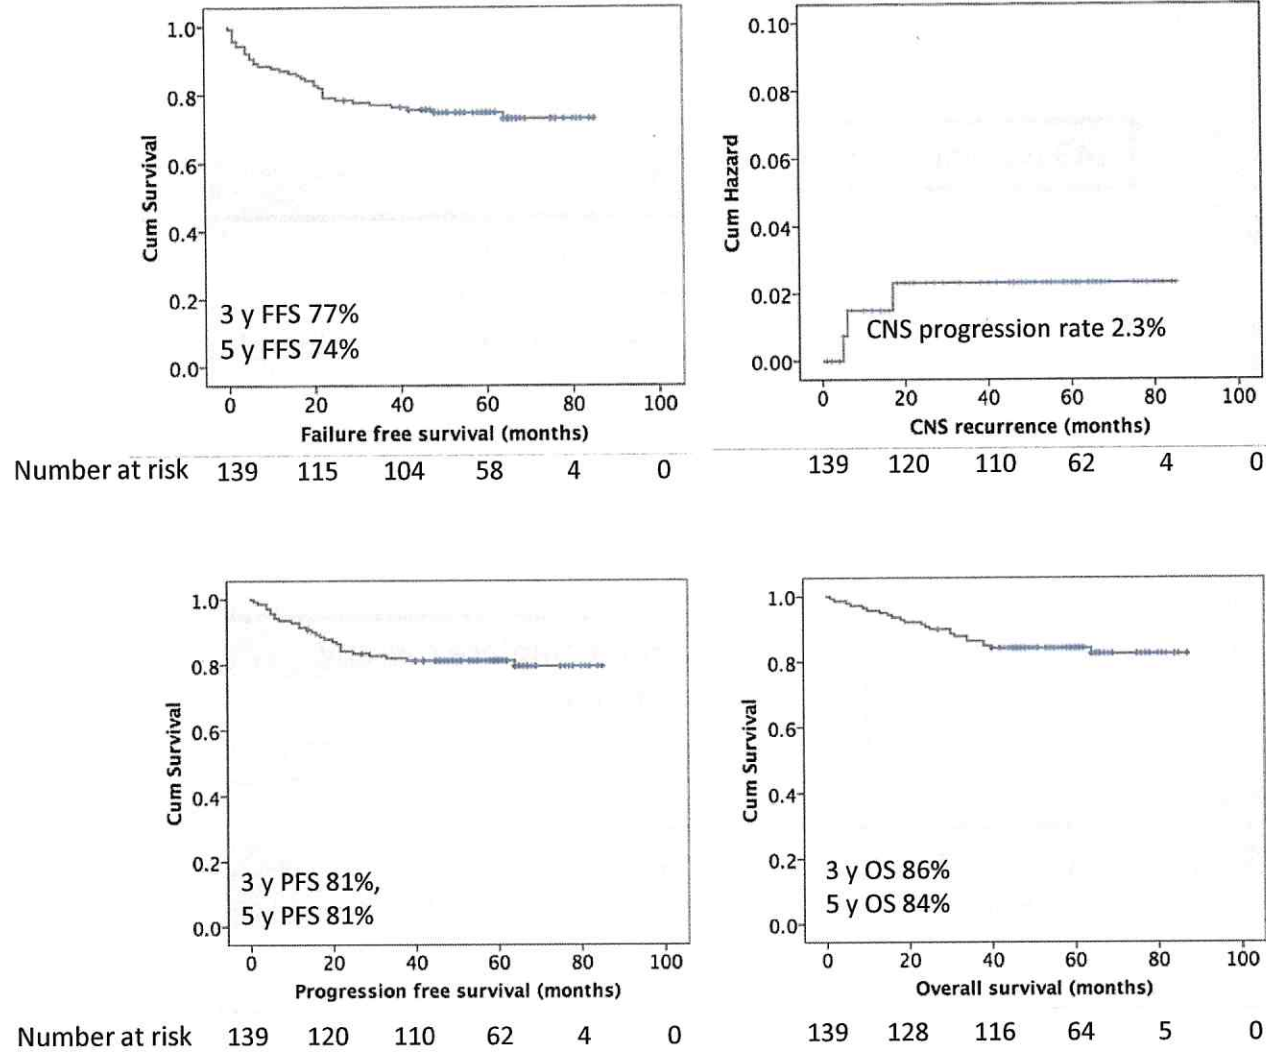 1.0
0.8
0.6
0.4
0.2
0.0
Cum Survival
3 y FFS 77%
5 y FFS 74%
0 20 40 60 80 100
Failure free survival (months)
Number at risk 139 115 104 58 4 0
0.10
0.08
0.06
0.04
0.02
0.00
Cum Hazard
CNS progression rate 2.3%
0 20 40 60 80 100
CNS recurrence (months)
139 120 110 62 4 0
1.0
0.8
0.6
0.4
0.2
0.0
Cum Survival
3 y PFS 81%,
5 y PFS 81%
0 20 40 60 80 100
Progression free survival (months)
Number at risk 139 120 110 62 4 0
1.0
0.8
0.6
0.4
0.2
0.0
Cum Survival
3 y OS 86%
5 y OS 84%
0 20 40 60 80 100
Overall survival (months)
139 128 116 64 5 0